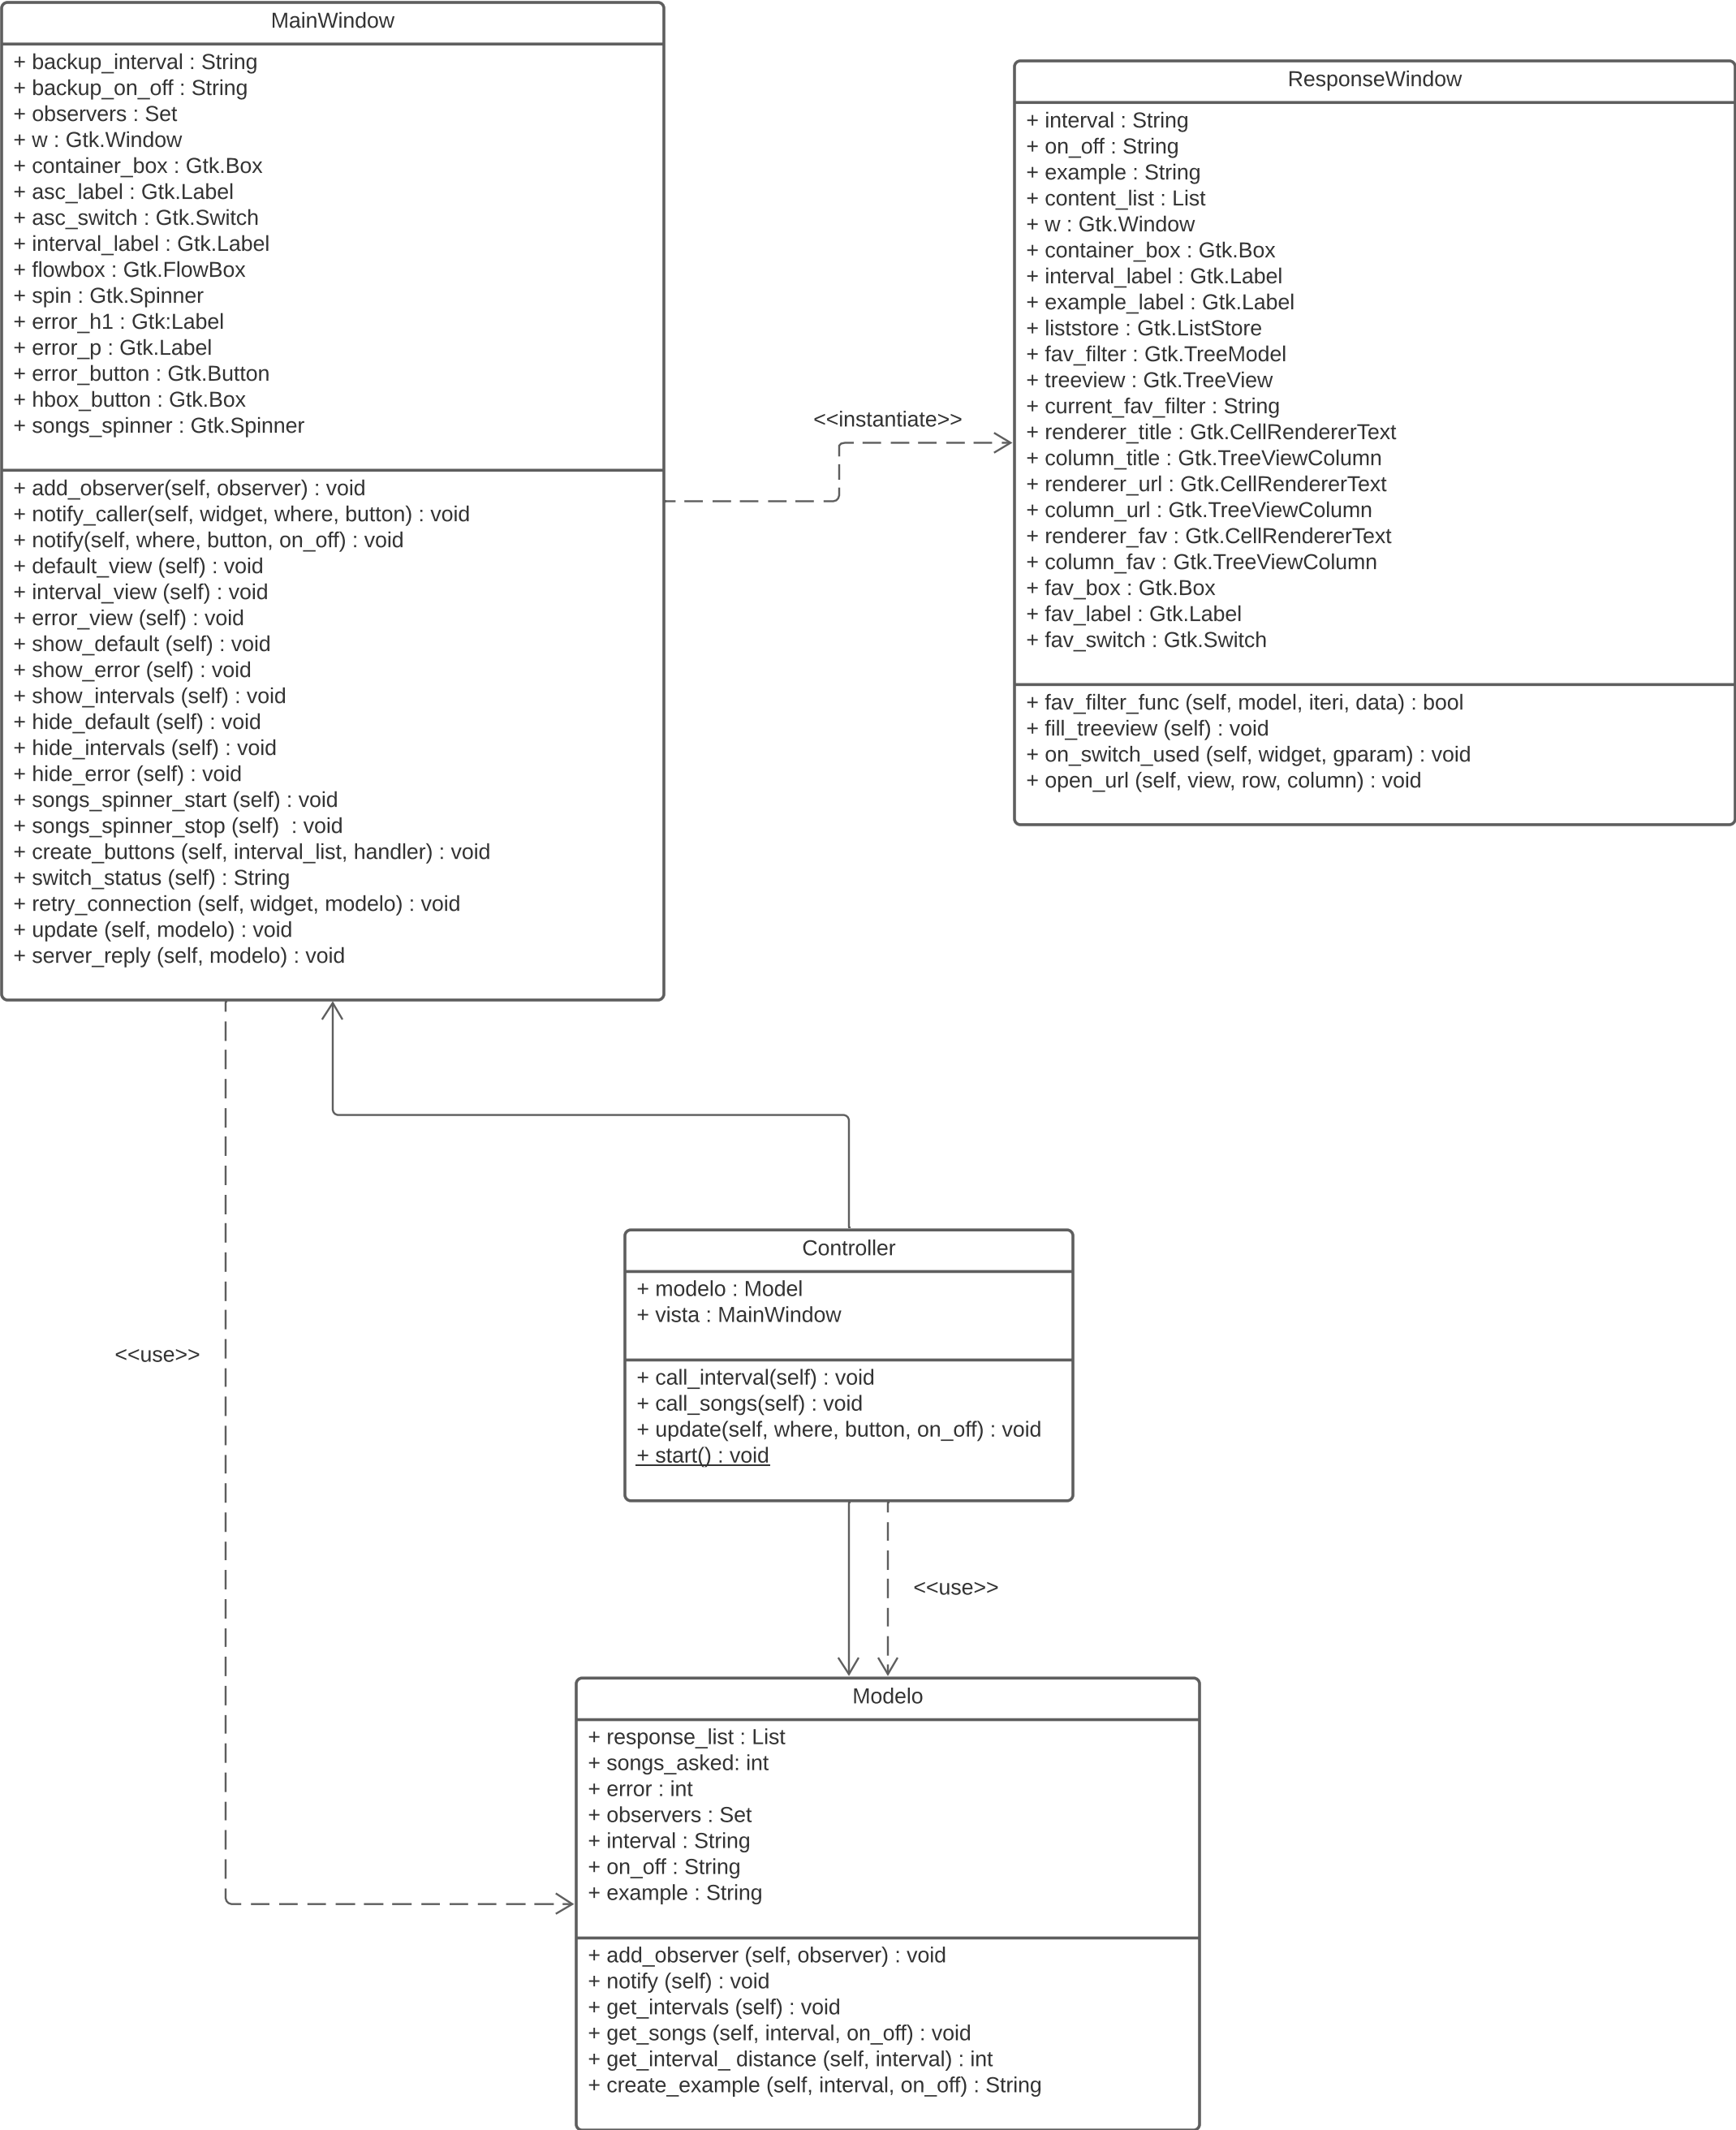 MainWindow
+ backup_interval : String
+ backup_on_off : String
+ observers : Set
+ w : Gtk.Window
+ container_box : Gtk.Box
+ asc_label : Gtk.Label
+ asc_switch : Gtk.Switch
+ interval_label : Gtk.Label
+ flowbox : Gtk.FlowBox
+ spin : Gtk.Spinner
+ error_h1 : Gtk:Label
+ error_p : Gtk.Label
+ error_button : Gtk.Button
+ hbox_button : Gtk.Box
+ songs_spinner : Gtk.Spinner
+ add_observer(self, observer) : void
+ notify_caller(self, widget, where, button) : void
+ notify(self, where, button, on_off) : void
+ default_view (self) : void
+ interval_view (self) : void
+ error_view (self) : void
+ show_default (self) : void
+ show_error (self) : void
+ show_intervals (self) : void
+ hide_default (self) : void
+ hide_intervals (self) : void
+ hide_error (self) : void
+ songs_spinner_start (self) : void
+ songs_spinner_stop (self)  : void
+ create_buttons (self, interval_list, handler) : void
+ switch_status (self) : String
+ retry_connection (self, widget, modelo) : void
+ update (self, modelo) : void
+ server_reply (self, modelo) : void
<<instantiate>>
ResponseWindow
+ interval : String
+ on_off : String
+ example : String
+ content_list : List
+ w : Gtk.Window
+ container_box : Gtk.Box
+ interval_label : Gtk.Label
+ example_label : Gtk.Label
+ liststore : Gtk.ListStore
+ fav_filter : Gtk.TreeModel
+ treeview : Gtk.TreeView
+ current_fav_filter : String
+ renderer_title : Gtk.CellRendererText
+ column_title : Gtk.TreeViewColumn
+ renderer_url : Gtk.CellRendererText
+ column_url : Gtk.TreeViewColumn
+ renderer_fav : Gtk.CellRendererText
+ column_fav : Gtk.TreeViewColumn
+ fav_box : Gtk.Box
+ fav_label : Gtk.Label
+ fav_switch : Gtk.Switch
+ fav_filter_func (self, model, iteri, data) : bool
+ fill_treeview (self) : void
+ on_switch_used (self, widget, gparam) : void
+ open_url (self, view, row, column) : void
Controller
+ modelo : Model
+ vista : MainWindow
+ call_interval(self) : void
+ call_songs(self) : void
+ update(self, where, button, on_off) : void
+ start() : void
<<use>>
<<use>>
Modelo
+ response_list : List
+ songs_asked: int
+ error : int
+ observers : Set
+ interval : String
+ on_off : String
+ example : String
+ add_observer (self, observer) : void
+ notify (self) : void
+ get_intervals (self) : void
+ get_songs (self, interval, on_off) : void
+ get_interval_ distance (self, interval) : int
+ create_example (self, interval, on_off) : String